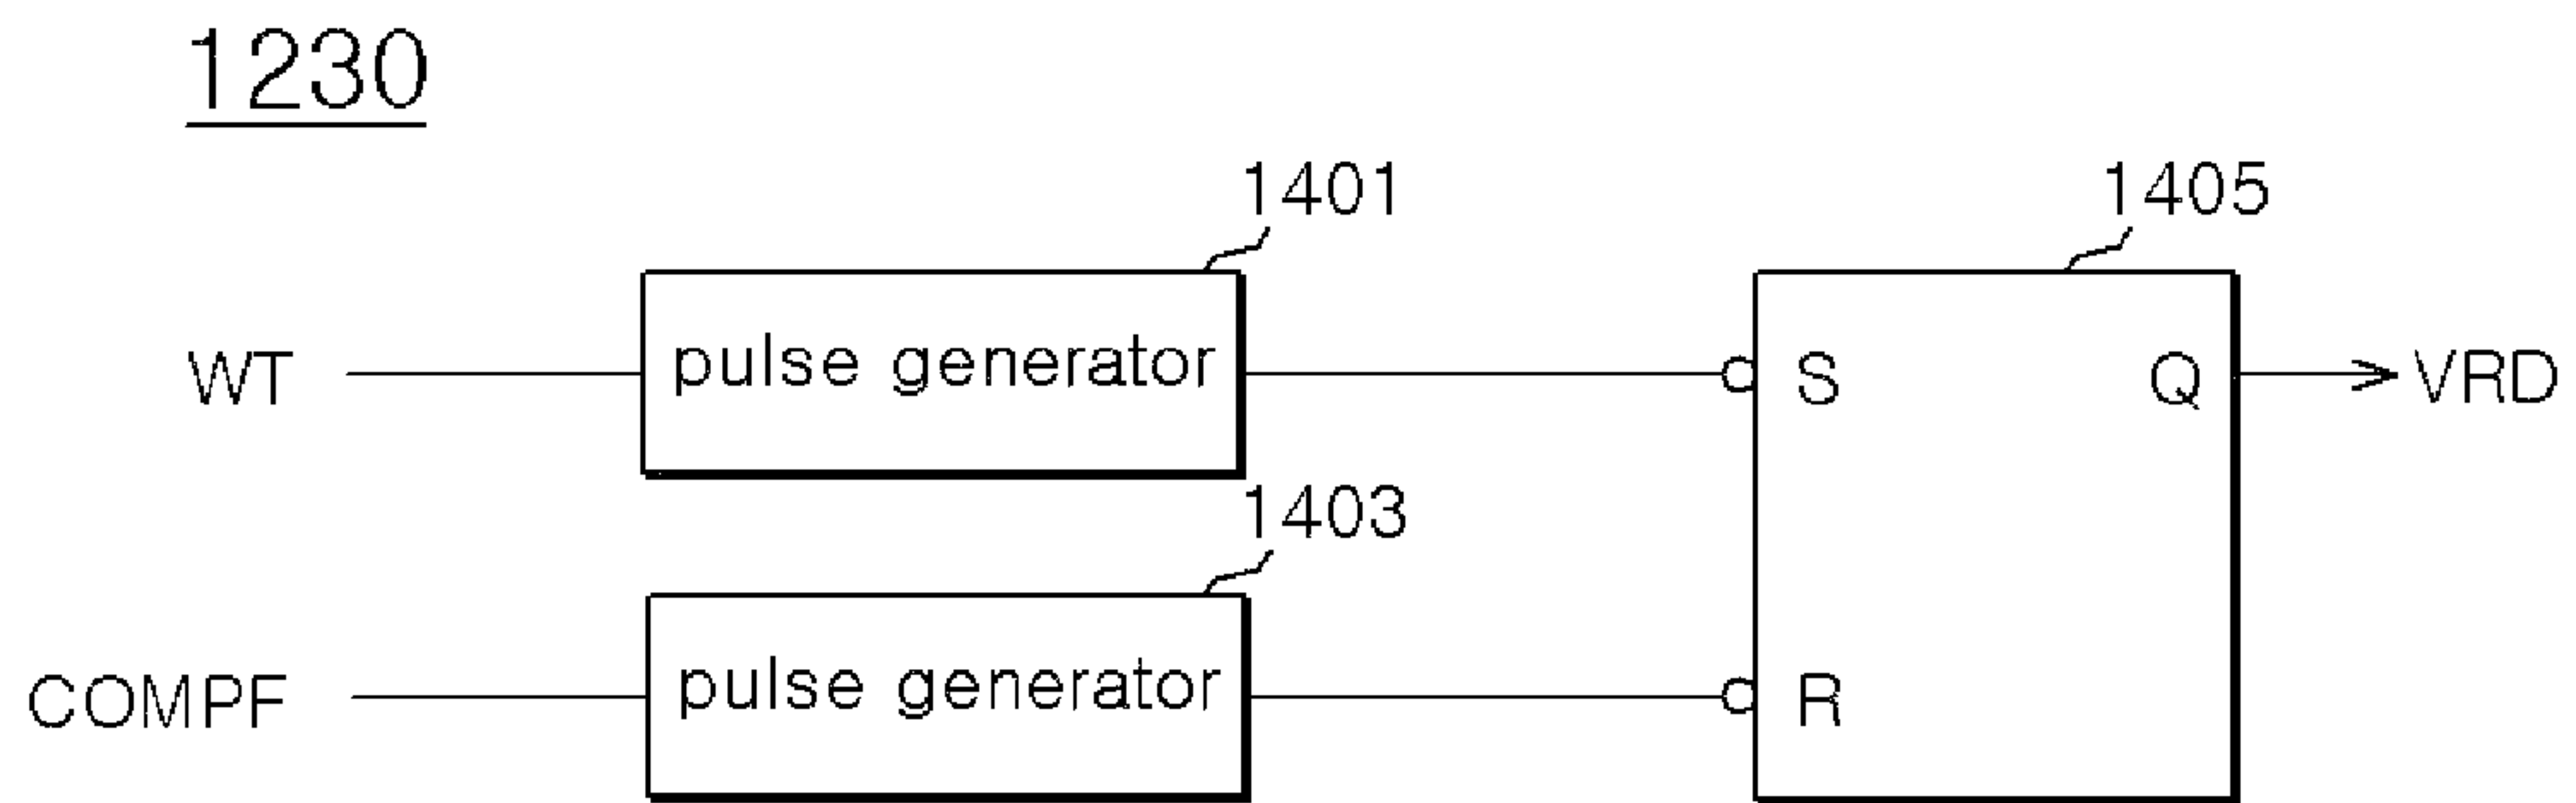 1230
1401
1405
WT
pulse generator
S
Q
VRD
1403
COMPF
pulse generator
R